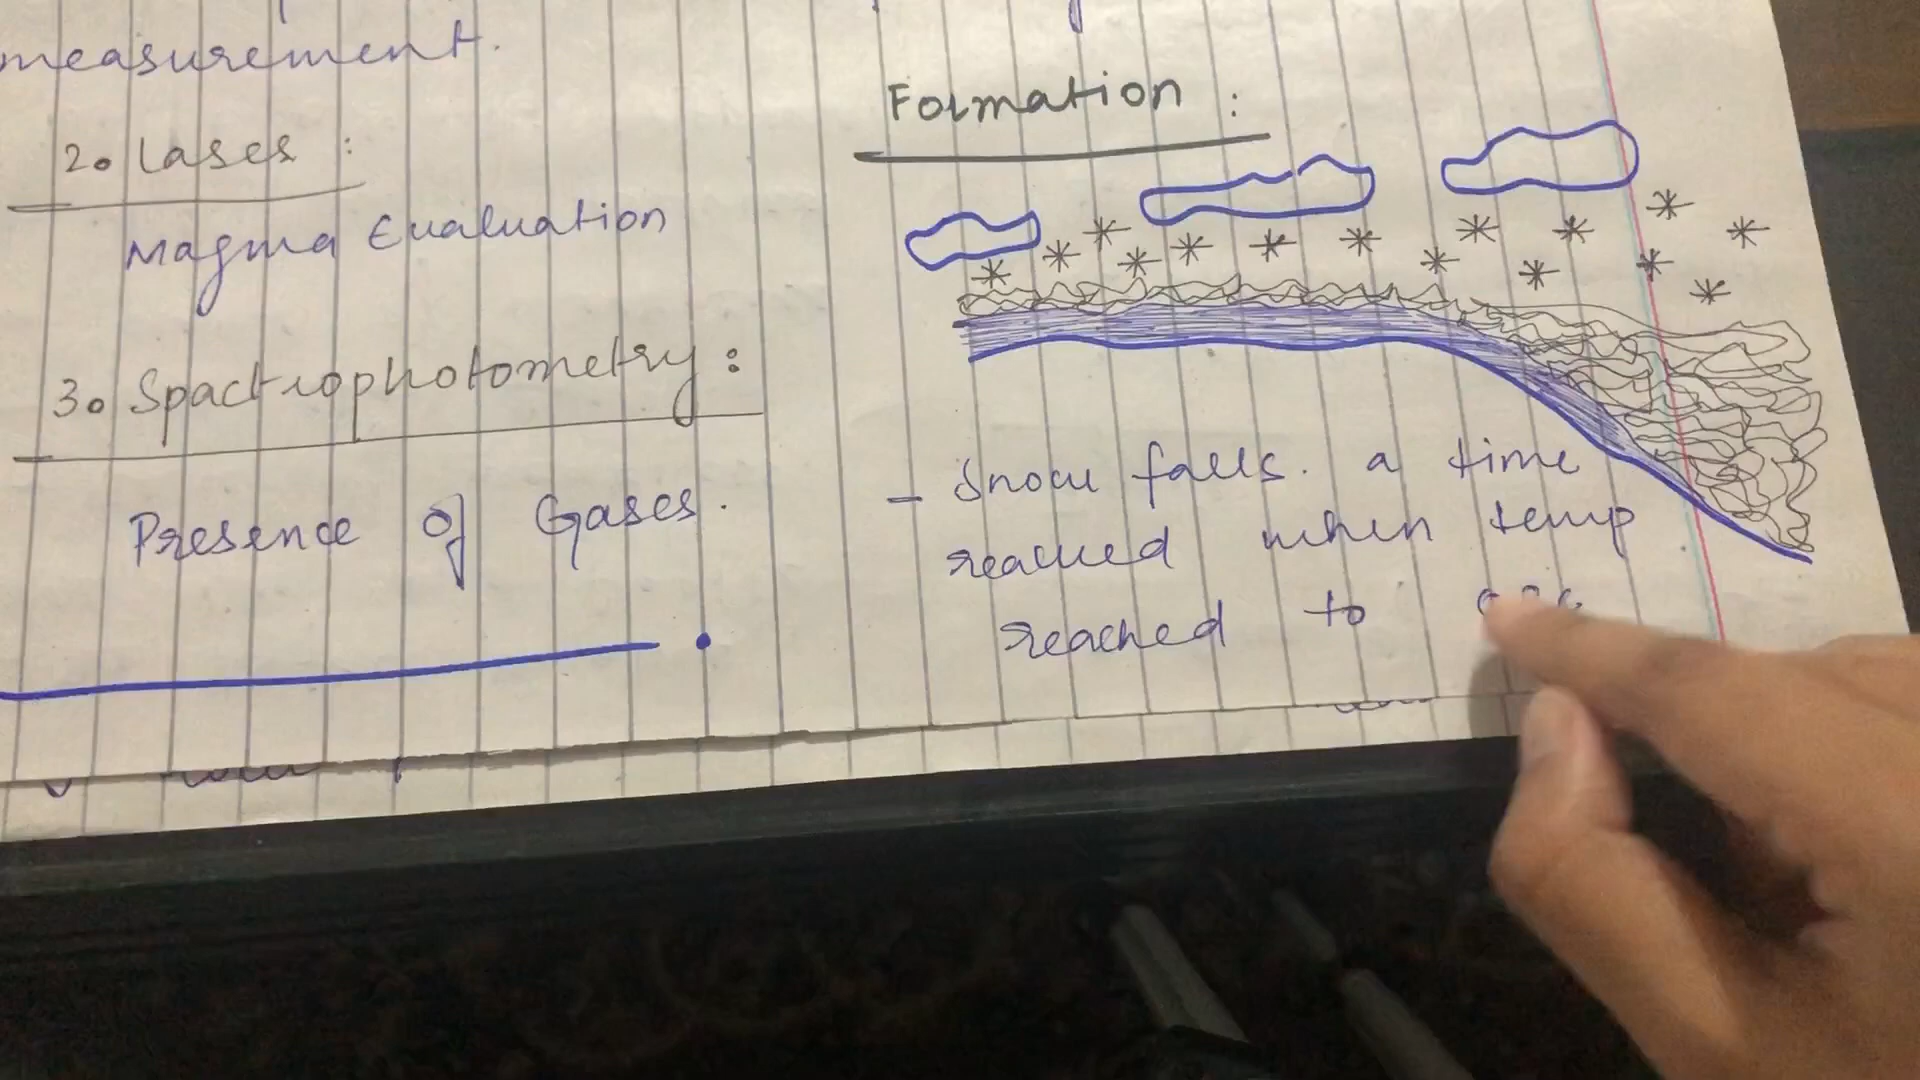 measurement.
2. Lases :
Magma Evaluation
3. Spactrophotometry :
Presence of Gases.
Formation :
- Snow falls. a time
reached when temp
reached to